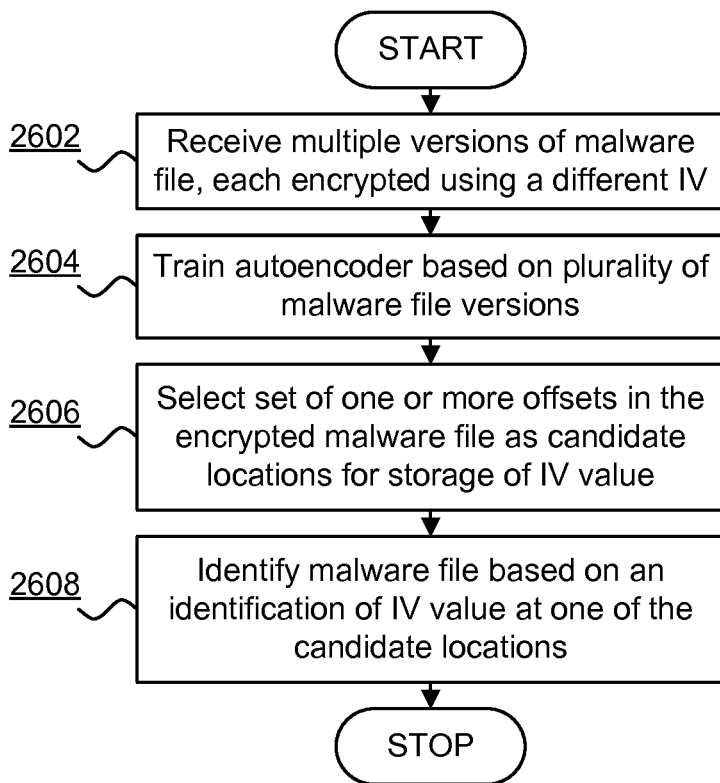 START
2602
Receive multiple versions of malware
file, each encrypted using a different IV
2604
Train autoencoder based on plurality of
malware file versions
2606
Select set of one or more offsets in the
encrypted malware file as candidate
locations for storage of IV value
2608
Identify malware file based on an
identification of IV value at one of the
candidate locations
STOP